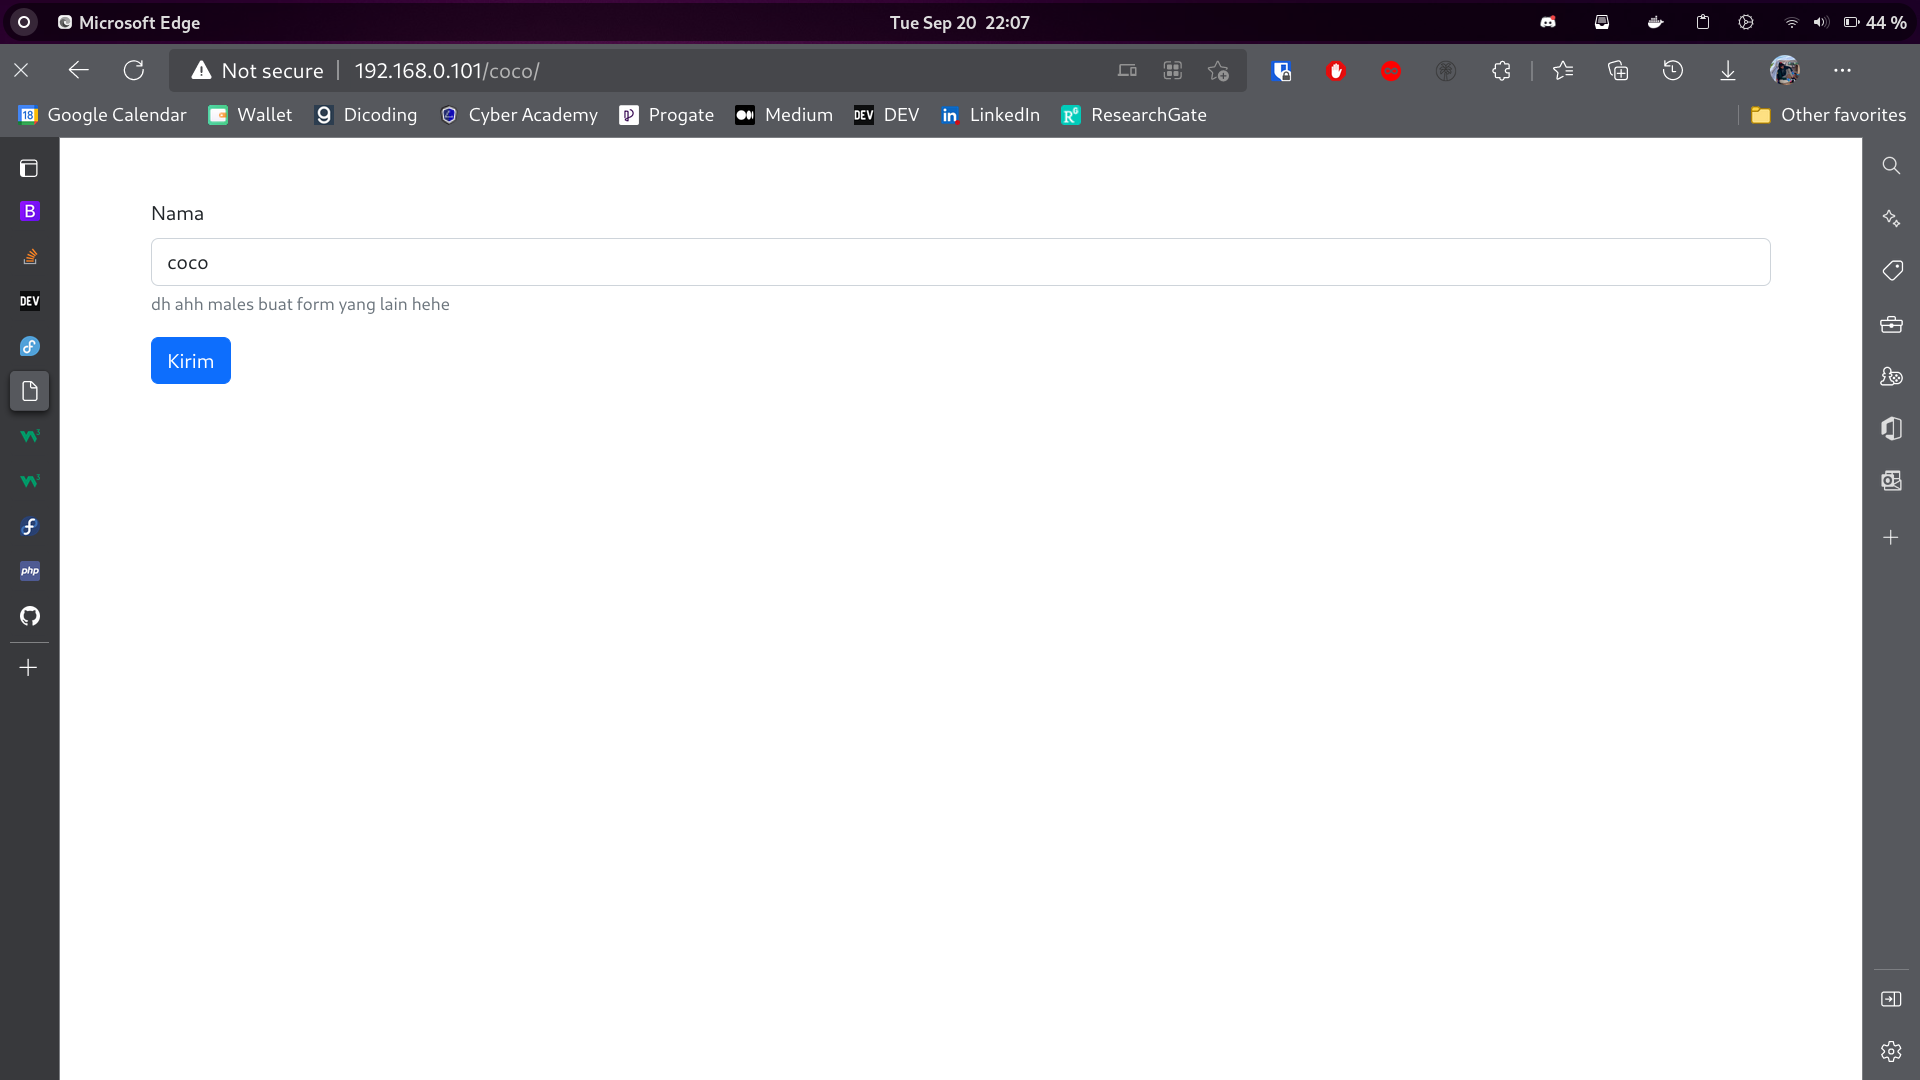 Microsoft Edge
Tue Sep 20 22:07
44 %
Not secure
192.168.0.101/coco/
18 Google Calendar
Wallet
Dicoding
Cyber Academy
Progate
Medium
DEV DEV
in LinkedIn
R ResearchGate
Other favorites
B
DEV
php
Nama
coco
dh ahh males buat form yang lain hehe
Kirim